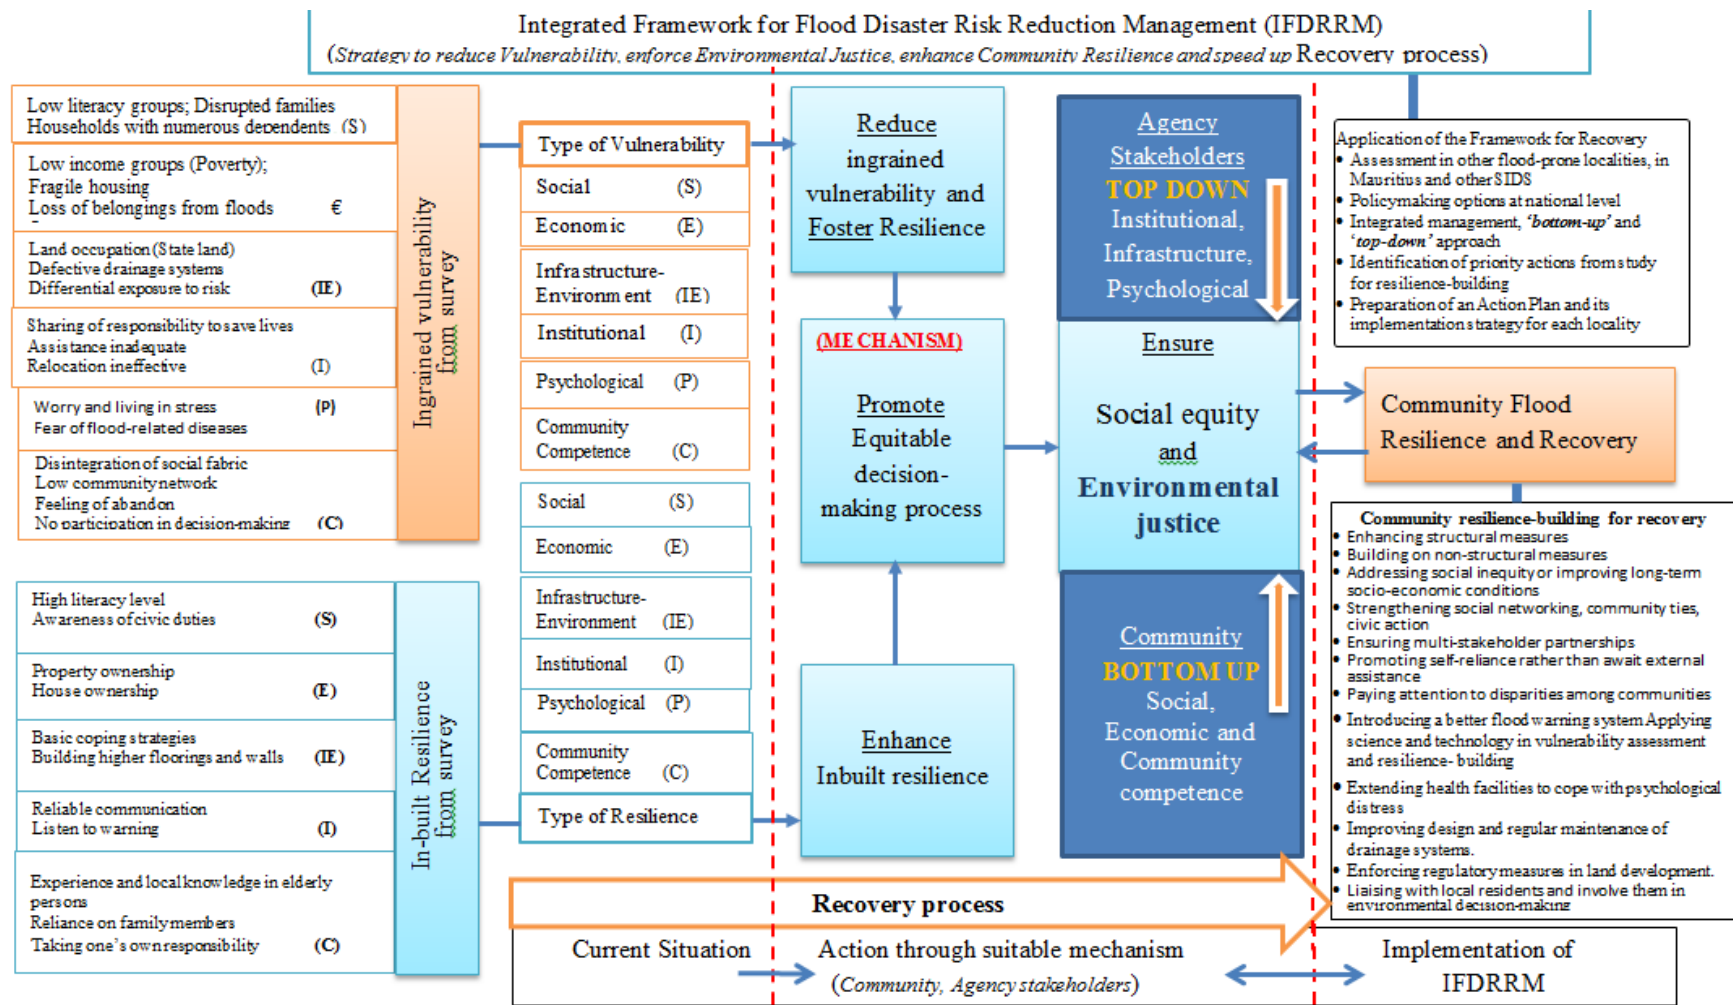 Integrated Framework for Flood Disaster Risk Reduction Management (IFDRRM)
(Strategy to reduce Vulnerability, enforce Environmental Justice, enhance Community Resilience and speed up Recovery process)
Low literacy groups; Disrupted families
Households with numerous dependents (S)
Low income groups (Poverty);
Fragile housing
Loss of belongings from floods €
Land occupation (State land)
Defective drainage systems
Differential exposure to risk (IE)
Sharing of responsibility to save lives
Assistance inadequate
Relocation ineffective (I)
Worry and living in stress (P)
Fear of flood-related diseases
Disintegration of social fabric
Low community network
Feeling of abandon
No participation in decision-making (C)
Ingrained vulnerability
from survey
High literacy level
Awareness of civic duties (S)
Property ownership
House ownership (E)
Basic coping strategies
Building higher floorings and walls (IE)
Reliable communication
Listen to warning (I)
Experience and local knowledge in elderly
persons
Reliance on family members
Taking one's own responsibility (C)
In-built Resilience
from survey
Type of Vulnerability
Social (S)
Economic (E)
Infrastructure-
Environment (IE)
Institutional (I)
Psychological (P)
Community
Competence (C)
Social (S)
Economic (E)
Infrastructure-
Environment (IE)
Institutional (I)
Psychological (P)
Community
Competence (C)
Type of Resilience
Reduce
ingrained
vulnerability and
Foster Resilience
(MECHANISM)
Promote
Equitable
decision-
making process
Enhance
Inbuilt resilience
Agency
Stakeholders
TOP DOWN
Institutional,
Infrastructure,
Psychological
Ensure
Social equity
and
Environmental
justice
Community
BOTTOM UP
Social,
Economic and
Community
competence
Application of the Framework for Recovery
• Assessment in other flood-prone localities, in
Mauritius and other SIDS
• Policymaking options at national level
• Integrated management, 'bottom-up' and
'top-down' approach
• Identification of priority actions from study
for resilience-building
• Preparation of an Action Plan and its
implementation strategy for each locality
Community Flood
Resilience and Recovery
Community resilience-building for recovery
• Enhancing structural measures
• Building on non-structural measures
• Addressing social inequity or improving long-term
socio-economic conditions
• Strengthening social networking, community ties,
civic action
• Ensuring multi-stakeholder partnerships
• Promoting self-reliance rather than await external
assistance
• Paying attention to disparities among communities
• Introducing a better flood warning system Applying
science and technology in vulnerability assessment
and resilience- building
• Extending health facilities to cope with psychological
distress
• Improving design and regular maintenance of
drainage systems.
• Enforcing regulatory measures in land development.
• Liaising with local residents and involve them in
environmental decision-making
Recovery process
Current Situation
Action through suitable mechanism
(Community, Agency stakeholders)
Implementation of
IFDRRM